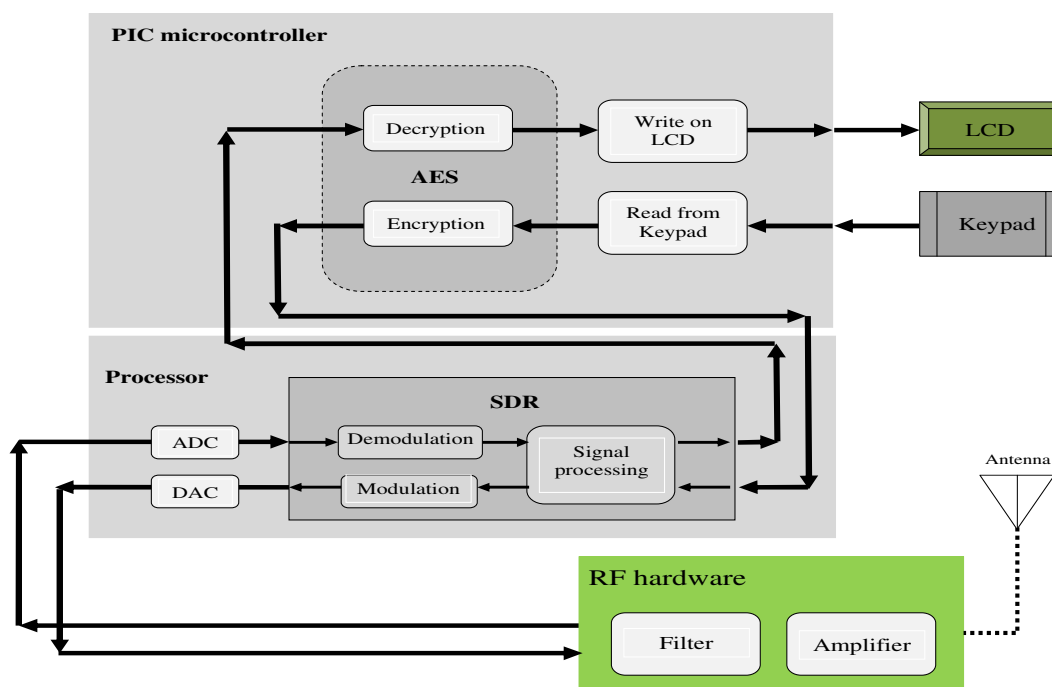 PIC microcontroller
Decryption
Write on
LCD
LCD
AES
Encryption
Read from
Keypad
Keypad
Processor
SDR
ADC
Demodulation
Signal
processing
DAC
Modulation
Antenna
RF hardware
Filter
Amplifier